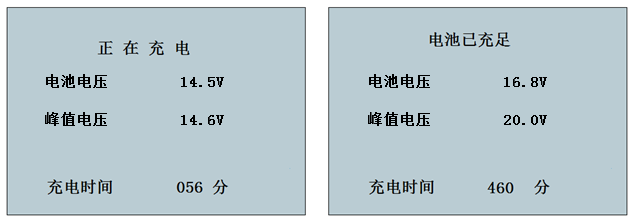 正 在 充 电
电池电压 14.5V
峰值电压 14.6V
充电时间 056 分
电池已充足
电池电压 16.8V
峰值电压 20.0V
充电时间 460 分